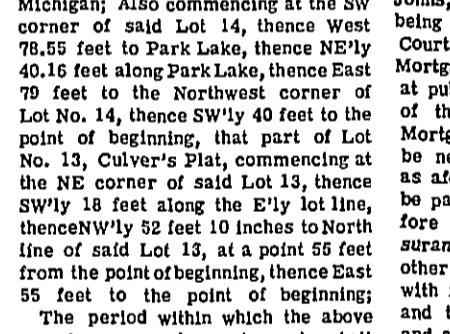 Michigan; Also commencing at the SW
corner of said Lot 14, thence West
78.55 feet to Park Lake, thence NE'ly
40.16 feet along Park Lake, thence East
79 feet to the Northwest corner of
Lot No. 14, thence SW'ly 40 feet to the
point of beginning, that part of Lot
No. 13, Culver's Plat, commencing at
the NE corner of said Lot 13, thence
SW'ly 18 feet along the E'ly lot line,
thenceNW'ly 52 feet 10 inches to North
line of said Lot 13, at a point 55 feet
from the point of beginning, thence East
55 feet to the point of beginning;
The period within which the above
being
Court
Mortg
at pu
of th
Mortg
be ne
as afo
be pa
fore
suran
other
with
and t